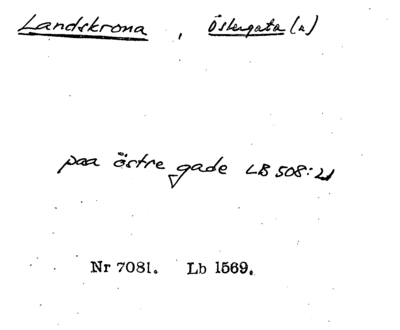 Landskrona, Östergata (n)
paa östre gade LB 508:21
Nr 7081. Lb 1569.